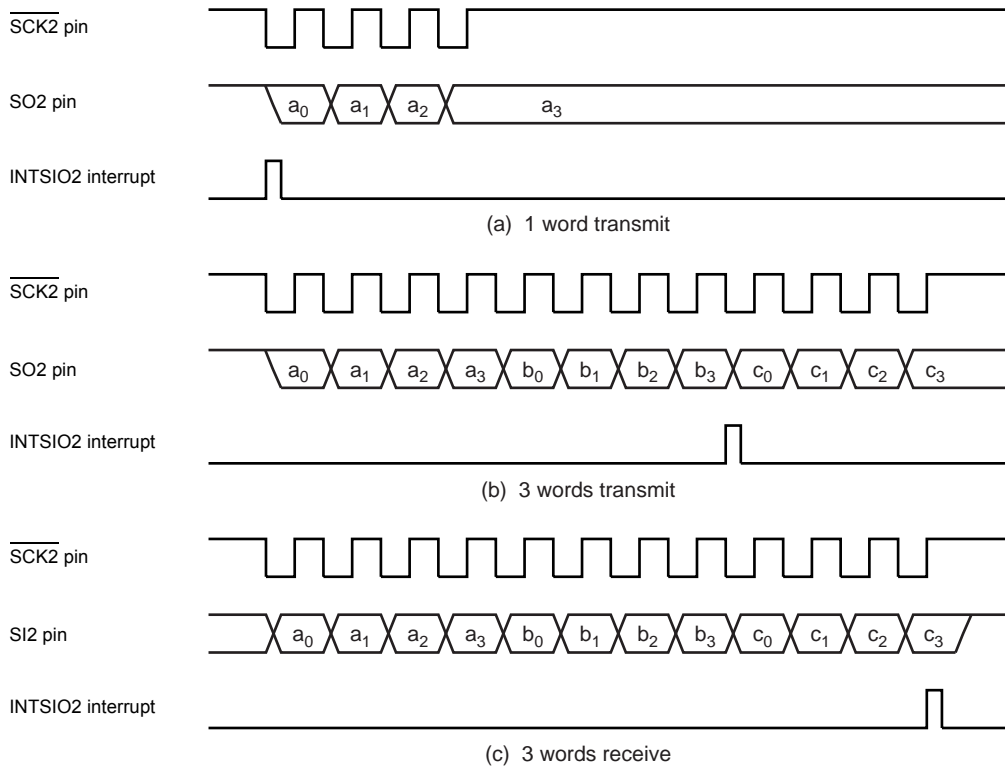 SCK2 pin
SO2 pin
a0 a1 a2 a3
INTSIO2 interrupt
(a) 1 word transmit
SCK2 pin
SO2 pin
a0 a1 a2 a3 b0 b1 b2 b3 c0 c1 c2 c3
INTSIO2 interrupt
(b) 3 words transmit
SCK2 pin
SI2 pin
a0 a1 a2 a3 b0 b1 b2 b3 c0 c1 c2 c3
INTSIO2 interrupt
(c) 3 words receive